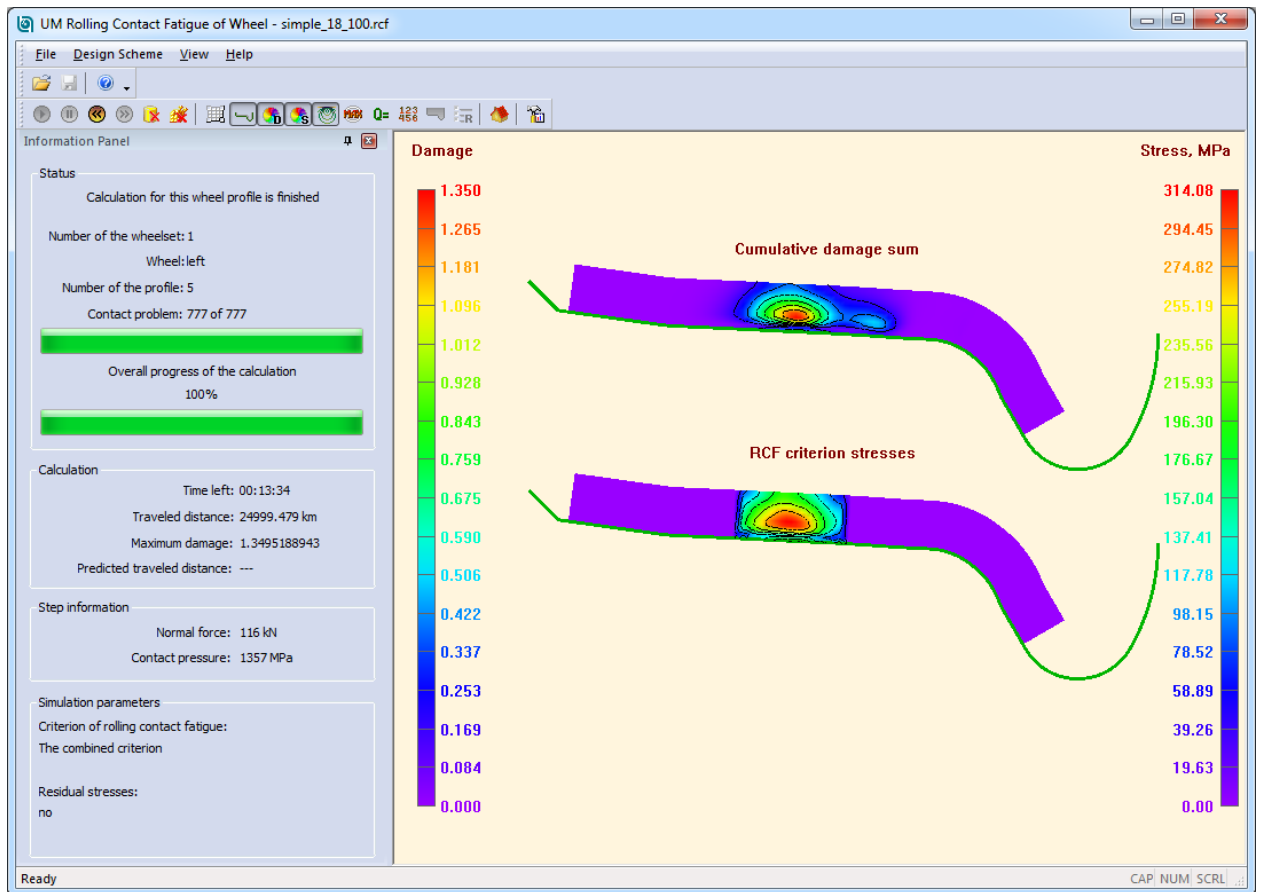 UM Rolling Contact Fatigue of Wheel - simple_18_100.rcf
File Design Scheme View Help
D S Q= 123 456 R
Information Panel
Status
Calculation for this wheel profile is finished
Number of the wheelset: 1
Wheel: left
Number of the profile: 5
Contact problem: 777 of 777
Overall progress of the calculation
100%
Calculation
Time left: 00:13:34
Traveled distance: 24999.479 km
Maximum damage: 1.3495188943
Predicted traveled distance: ---
Step information
Normal force: 116 kN
Contact pressure: 1357 MPa
Simulation parameters
Criterion of rolling contact fatigue:
The combined criterion
Residual stresses:
no
Damage
1.350
1.265
1.181
1.096
1.012
0.928
0.843
0.759
0.675
0.590
0.506
0.422
0.337
0.253
0.169
0.084
0.000
Cumulative damage sum
RCF criterion stresses
Stress, MPa
314.08
294.45
274.82
255.19
235.56
215.93
196.30
176.67
157.04
137.41
117.78
98.15
78.52
58.89
39.26
19.63
0.00
Ready
CAP NUM SCRL